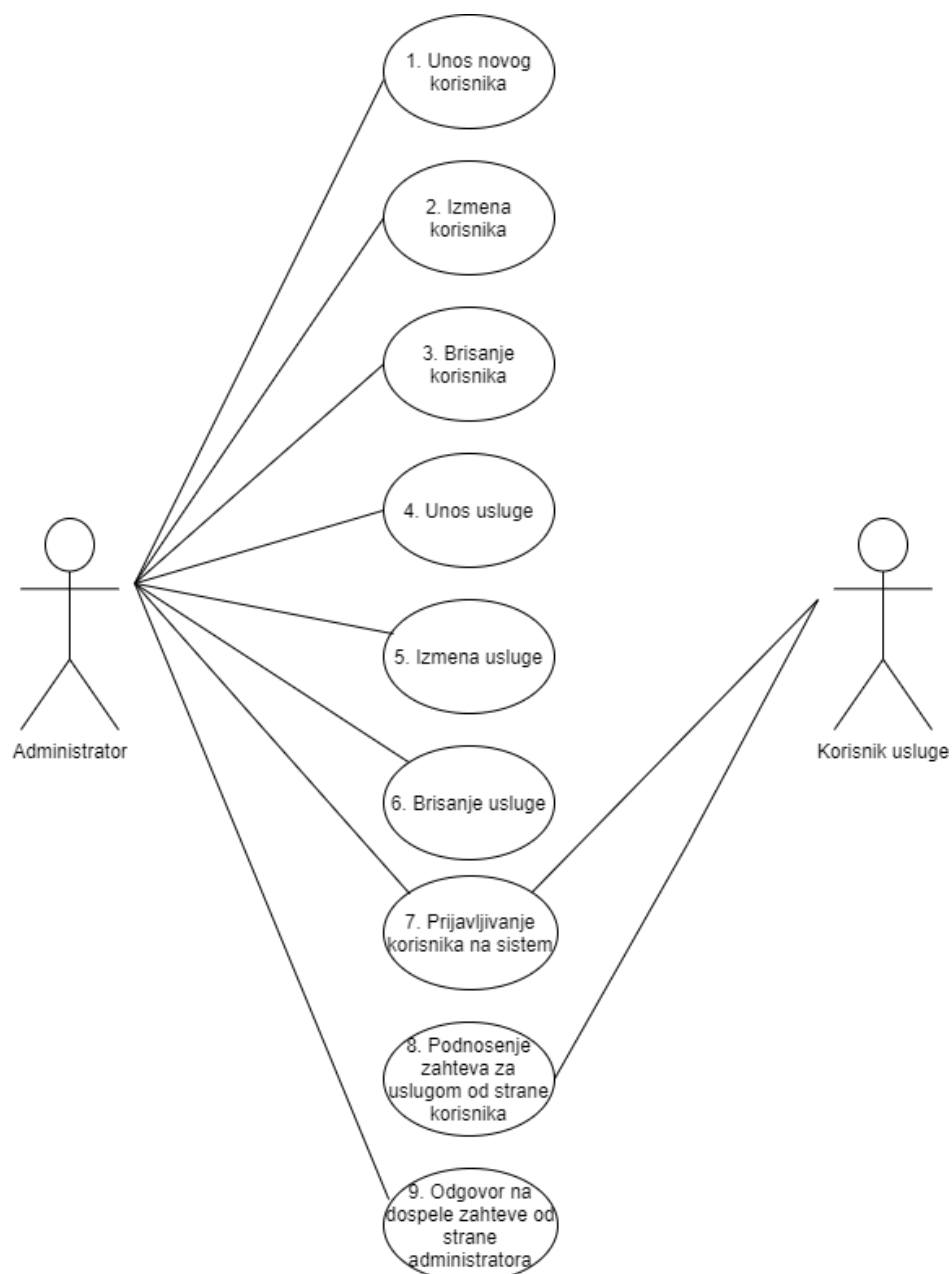 1. Unos novog
korisnika
2. Izmena
korisnika
3. Brisanje
korisnika
4. Unos usluge
5. Izmena usluge
Administrator
Korisnik usluge
6. Brisanje usluge
7. Prijavljivanje
korisnika na sistem
8. Podnosenje
zahteva za
uslugom od strane
korisnika
9. Odgovor na
dospele zahteve od
strane
administratora